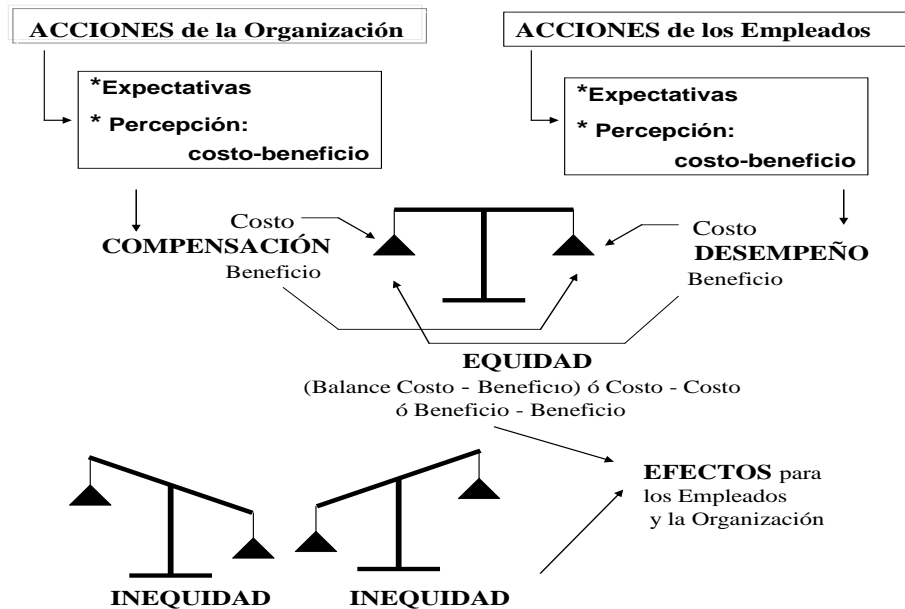 ACCIONES de la Organización
ACCIONES de los Empleados
*Expectativas
* Percepción:
costo-beneficio
*Expectativas
* Percepción:
costo-beneficio
Costo
COMPENSACIÓN
Beneficio
Costo
DESEMPEÑO
Beneficio
EQUIDAD
(Balance Costo - Beneficio) ó Costo - Costo
ó Beneficio - Beneficio
EFECTOS para
los Empleados
y la Organización
INEQUIDAD
INEQUIDAD